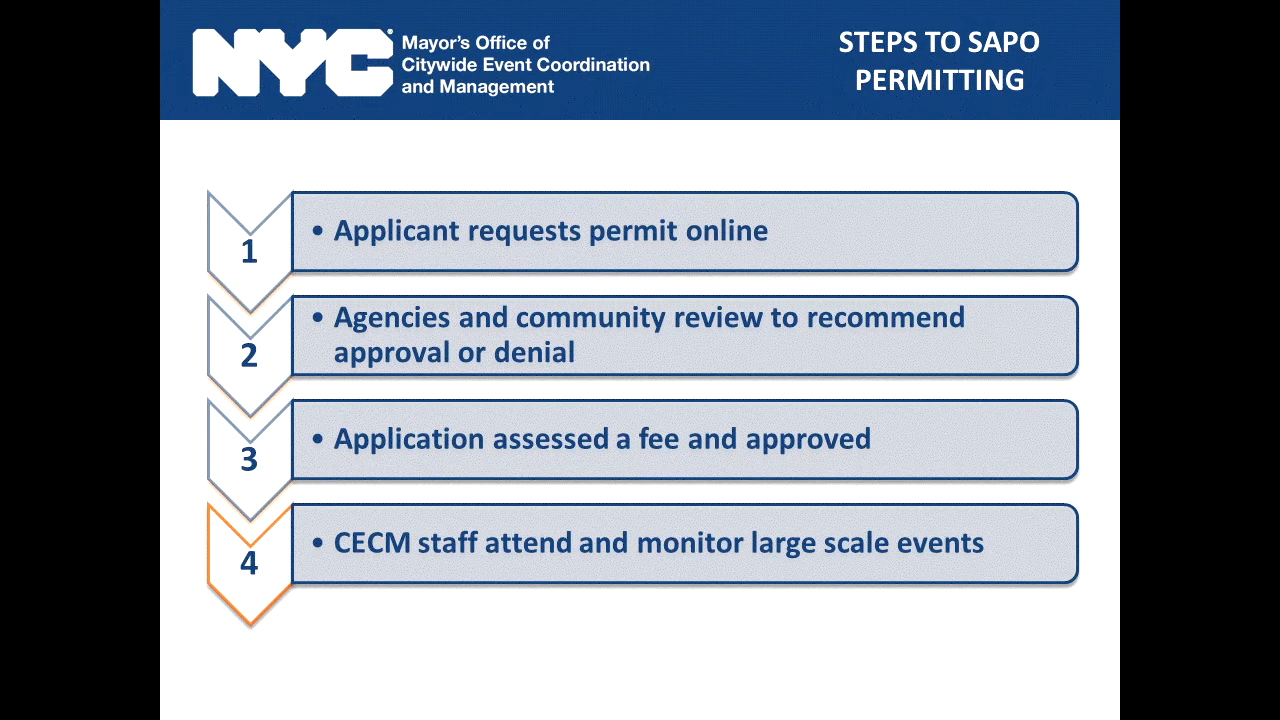 NYC
Mayor's Office of
Citywide Event Coordination
and Management
STEPS TO SAPO
PERMITTING
1
• Applicant requests permit online
2
• Agencies and community review to recommend
approval or denial
3
• Application assessed a fee and approved
4
• CECM staff attend and monitor large scale events